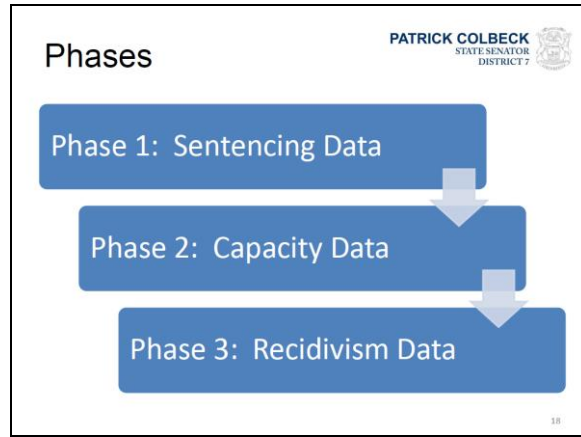 Phases
PATRICK COLBECK
STATE SENATOR
DISTRICT 7
Phase 1: Sentencing Data
Phase 2: Capacity Data
Phase 3: Recidivism Data
18